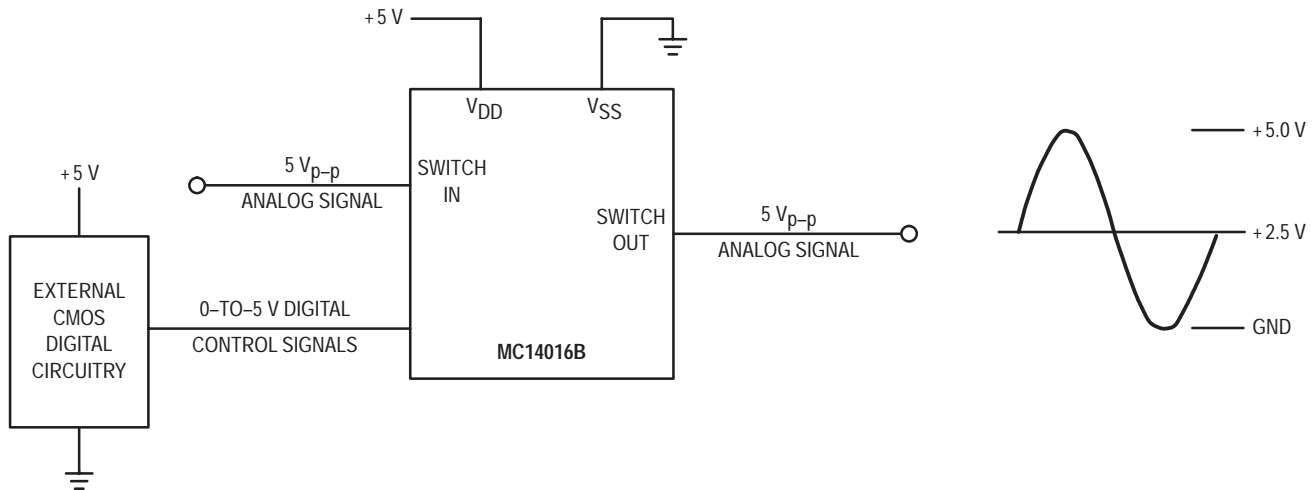 +5 V
VDD
VSS
+5 V
5 Vp–p
ANALOG SIGNAL
SWITCH
IN
SWITCH
OUT
5 Vp–p
ANALOG SIGNAL
EXTERNAL
CMOS
DIGITAL
CIRCUITRY
0–TO–5 V DIGITAL
CONTROL SIGNALS
MC14016B
+5.0 V
+2.5 V
GND